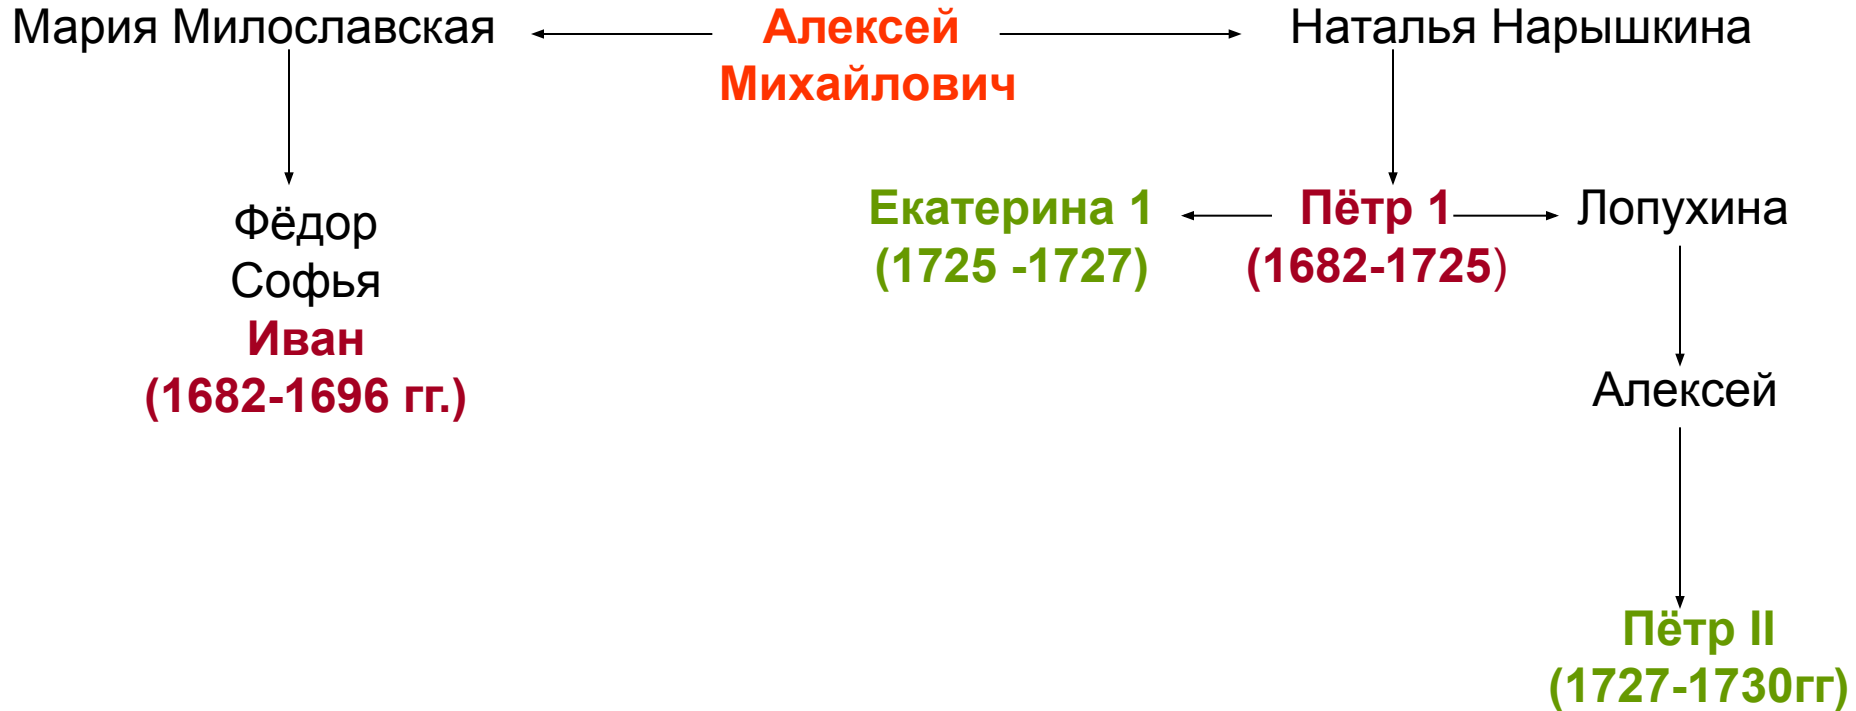 Мария Милославская
Алексей
Михайлович
Наталья Нарышкина
Фёдор
Софья
Иван
(1682-1696 гг.)
Екатерина 1
(1725 -1727)
Пётр 1
(1682-1725)
Лопухина
Алексей
Пётр II
(1727-1730гг)